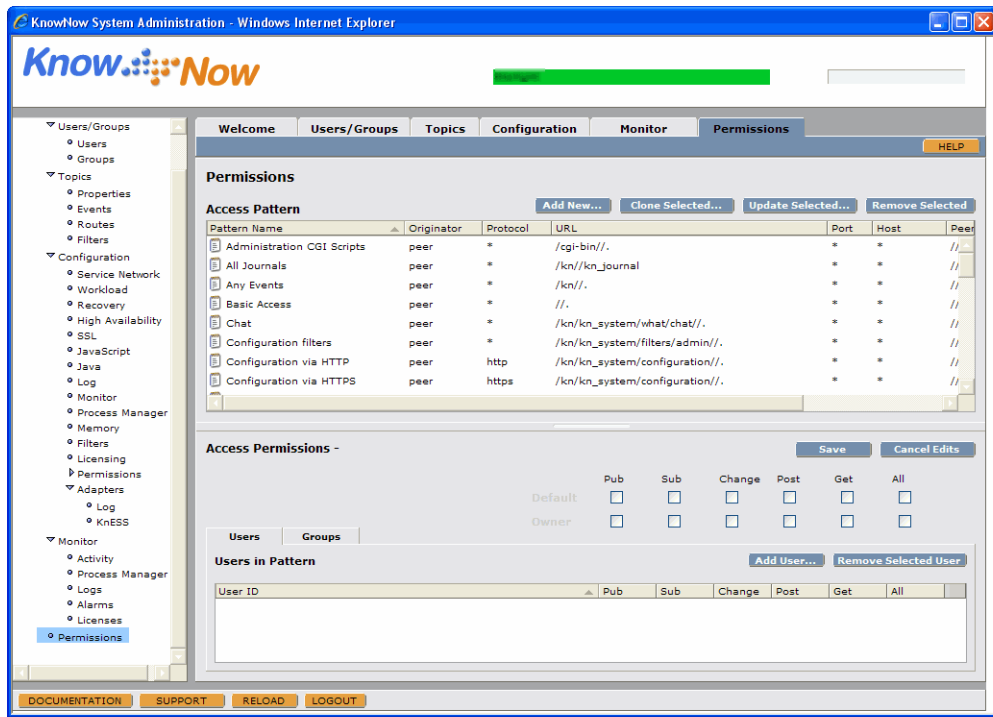 KnowNow System Administration - Windows Internet Explorer
Know Now
Users/Groups
Users
Groups
Topics
Properties
Events
Routes
Filters
Configuration
Service Network
Workload
Recovery
High Availability
SSL
JavaScript
Java
Log
Monitor
Process Manager
Memory
Filters
Licensing
Permissions
Adapters
Log
KnESS
Monitor
Activity
Process Manager
Logs
Alarms
Licenses
Permissions
Welcome Users/Groups Topics Configuration Monitor Permissions
HELP
Permissions
Access Pattern Add New... Clone Selected... Update Selected... Remove Selected
Pattern Name Originator Protocol URL Port Host Peer
Administration CGI Scripts peer * /cgi-bin//. * * //
All Journals peer * /kn//kn_journal * * //
Any Events peer * /kn//. * * //
Basic Access peer * //. * * //
Chat peer * /kn/kn_system/what/chat//. * * //
Configuration filters peer * /kn/kn_system/filters/admin//. * * //
Configuration via HTTP peer http /kn/kn_system/configuration//. * * //
Configuration via HTTPS peer https /kn/kn_system/configuration//. * * //
Access Permissions - Save Cancel Edits
Pub Sub Change Post Get All
Default
Owner
Users Groups
Users in Pattern Add User... Remove Selected User
User ID Pub Sub Change Post Get All
DOCUMENTATION SUPPORT RELOAD LOGOUT